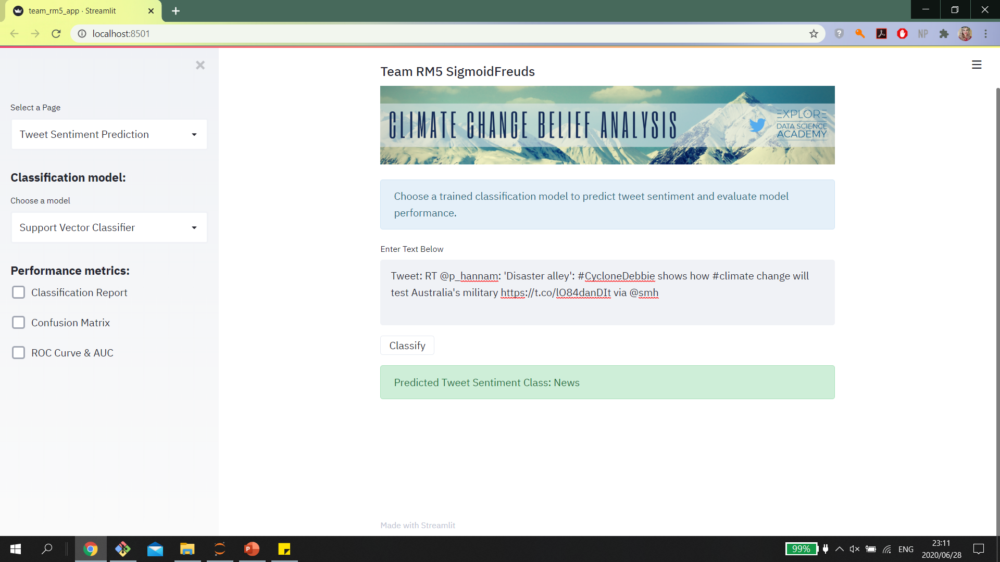 team_rm5_app · Streamlit
localhost:8501
NP
Team RM5 SigmoidFreuds
CLIMATE CHANGE BELIEF ANALYSIS
EXPLORE
DATA SCIENCE
ACADEMY
Select a Page
Tweet Sentiment Prediction
Classification model:
Choose a model
Support Vector Classifier
Performance metrics:
Classification Report
Confusion Matrix
ROC Curve & AUC
Choose a trained classification model to predict tweet sentiment and evaluate model
performance.
Enter Text Below
Tweet: RT @p_hannam: 'Disaster alley': #CycloneDebbie shows how #climate change will
test Australia's military https://t.co/lO84danDIt via @smh
Classify
Predicted Tweet Sentiment Class: News
Made with Streamlit
99%
ENG
23:11
2020/06/28